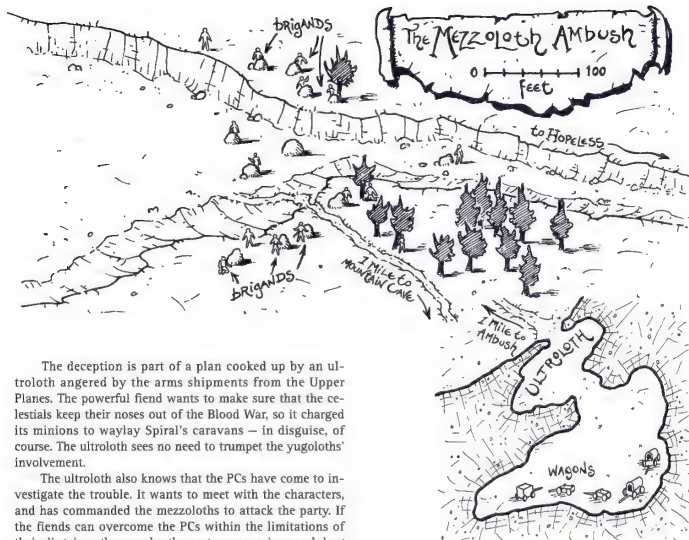 The Mezzoloth Ambush
0 100
feet
brigands
to Hopeless
brigands
1 Mile to
Mountain Cave
1 Mile to
Ambush
Ultroloth
Wagons
The deception is part of a plan cooked up by an ul-
troloth angered by the arms shipments from the Upper
Planes. The powerful fiend wants to make sure that the ce-
lestials keep their noses out of the Blood War, so it charged
its minions to waylay Spiral's caravans — in disguise, of
course. The ultroloth sees no need to trumpet the yugoloths'
involvement.
The ultroloth also knows that the PCs have come to in-
vestigate the trouble. It wants to meet with the characters,
and has commanded the mezzoloths to attack the party. If
the fiends can overcome the PCs within the limitations of